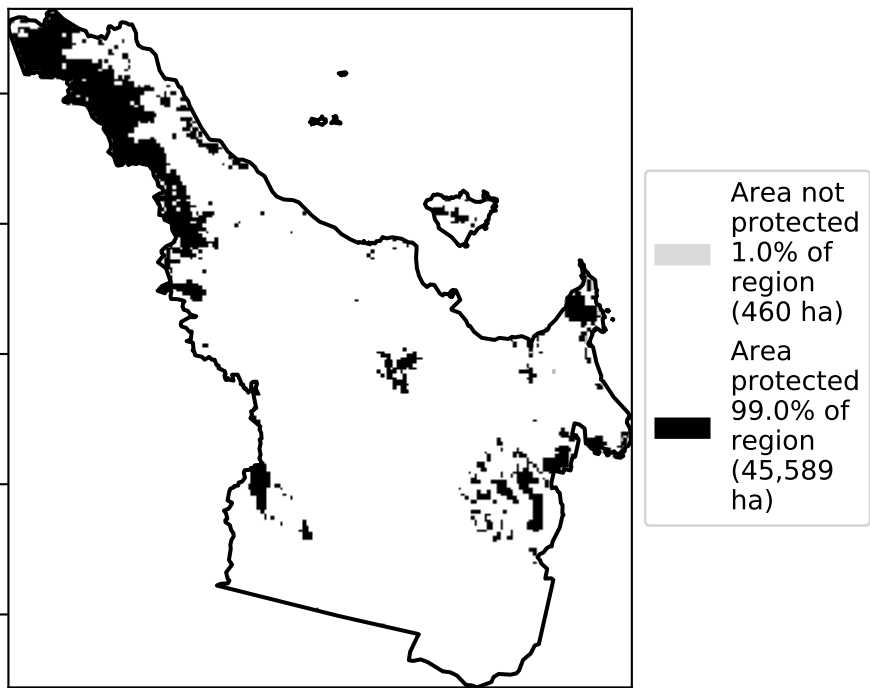 Area not
protected
1.0% of
region
(460 ha)
Area
protected
99.0% of
region
(45,589
ha)